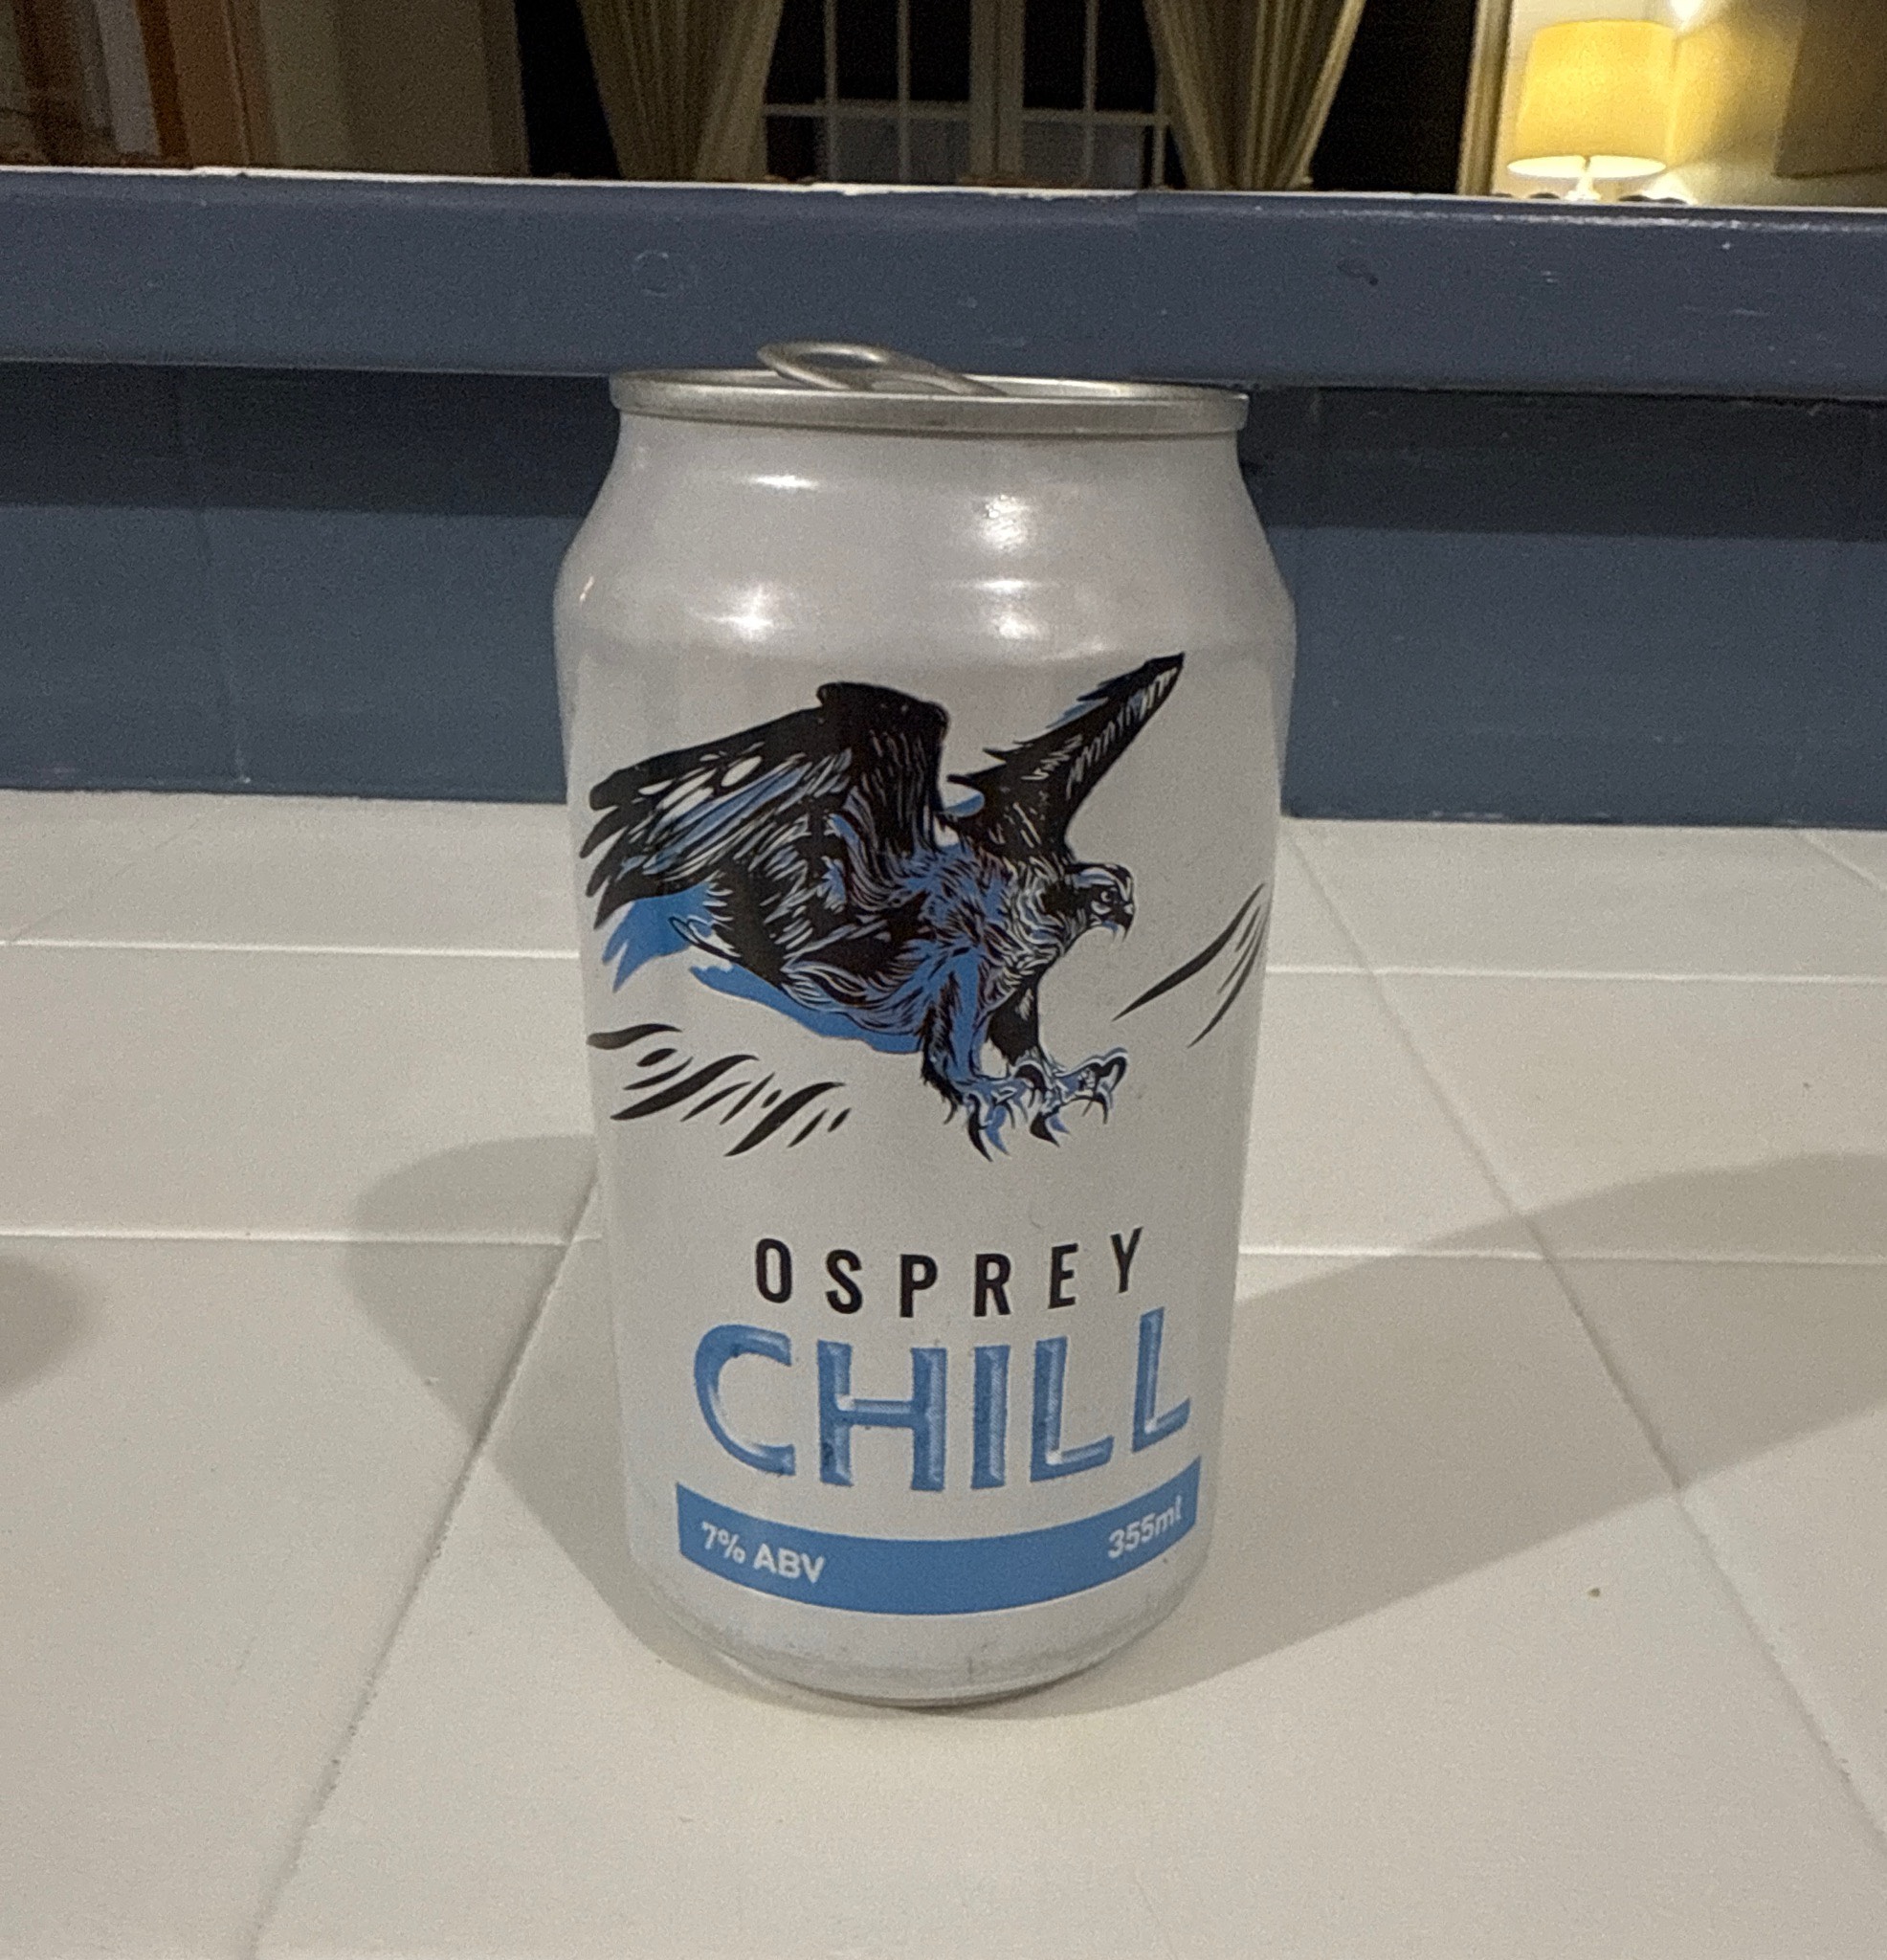 OSPREY
CHILL
7% ABV 355ml